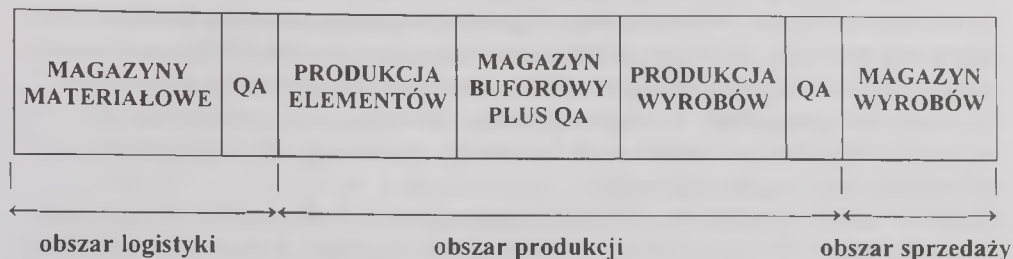 MAGAZYNY
MATERIAŁOWE
QA
PRODUKCJA
ELEMENTÓW
MAGAZYN
BUFOROWY
PLUS QA
PRODUKCJA
WYROBÓW
QA
MAGAZYN
WYROBÓW
obszar logistyki
obszar produkcji
obszar sprzedaży